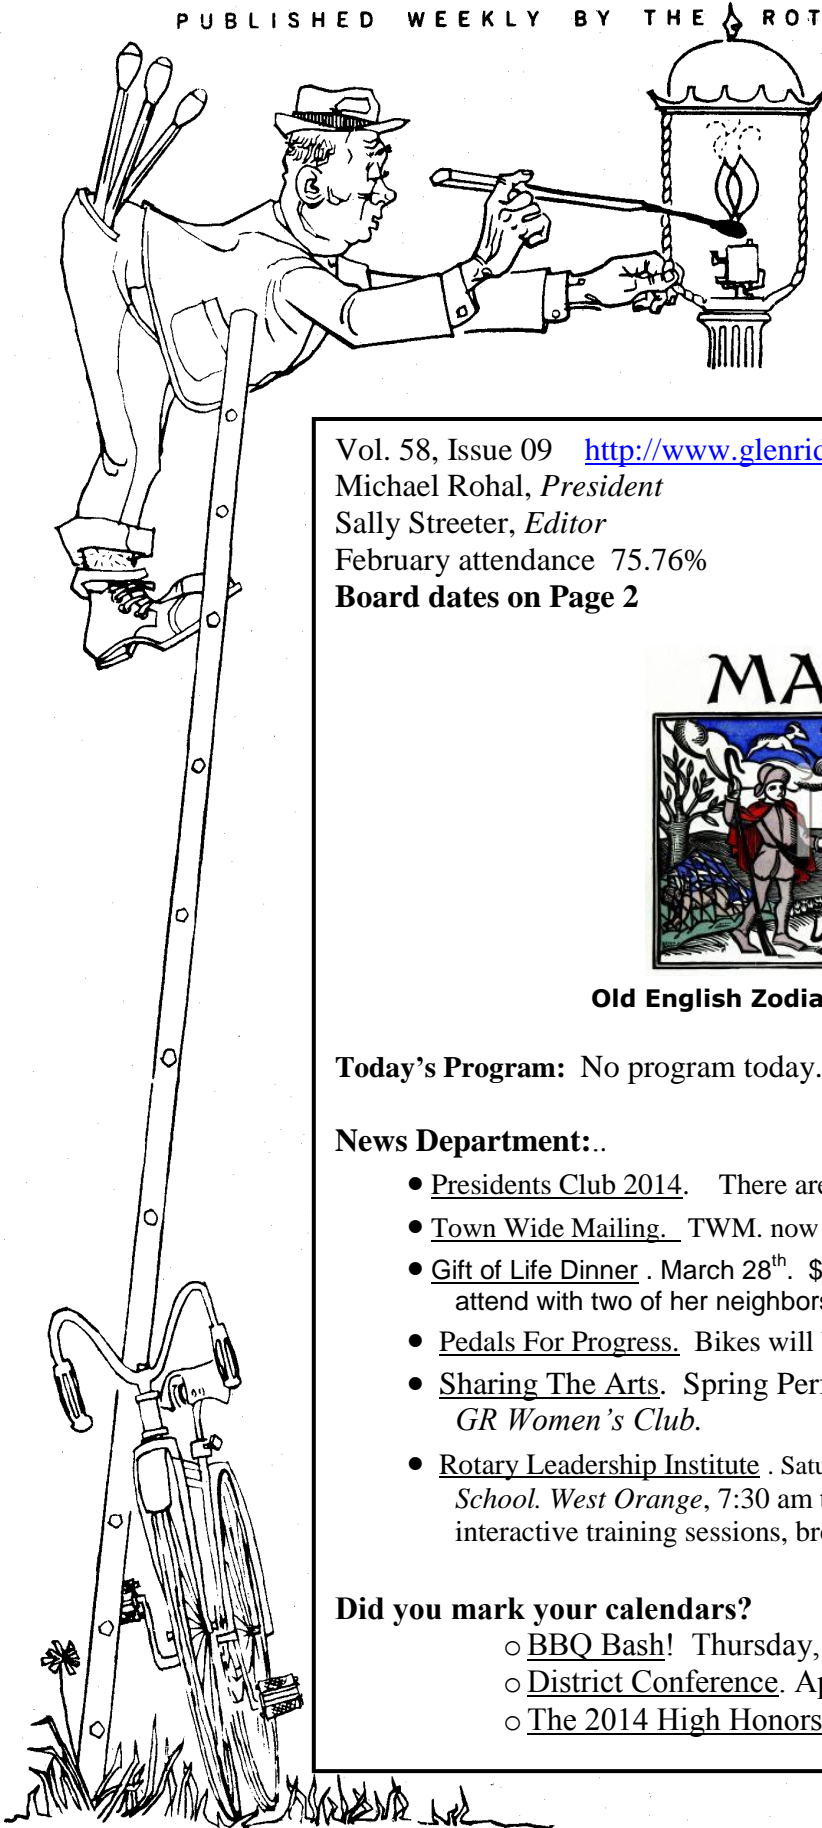 PUBLISHED WEEKLY BY THE ROT
Vol. 58, Issue 09 http://www.glenrid
Michael Rohal, President
Sally Streeter, Editor
February attendance 75.76%
Board dates on Page 2
MA
Old English Zodia
Today's Program: No program today.
News Department:..
• Presidents Club 2014. There are
• Town Wide Mailing. TWM. now
• Gift of Life Dinner . March 28th. $
attend with two of her neighbors
• Pedals For Progress. Bikes will
• Sharing The Arts. Spring Perf
GR Women's Club.
• Rotary Leadership Institute . Satu
School. West Orange, 7:30 am t
interactive training sessions, bre
Did you mark your calendars?
o BBQ Bash! Thursday,
o District Conference. Ap
o The 2014 High Honors